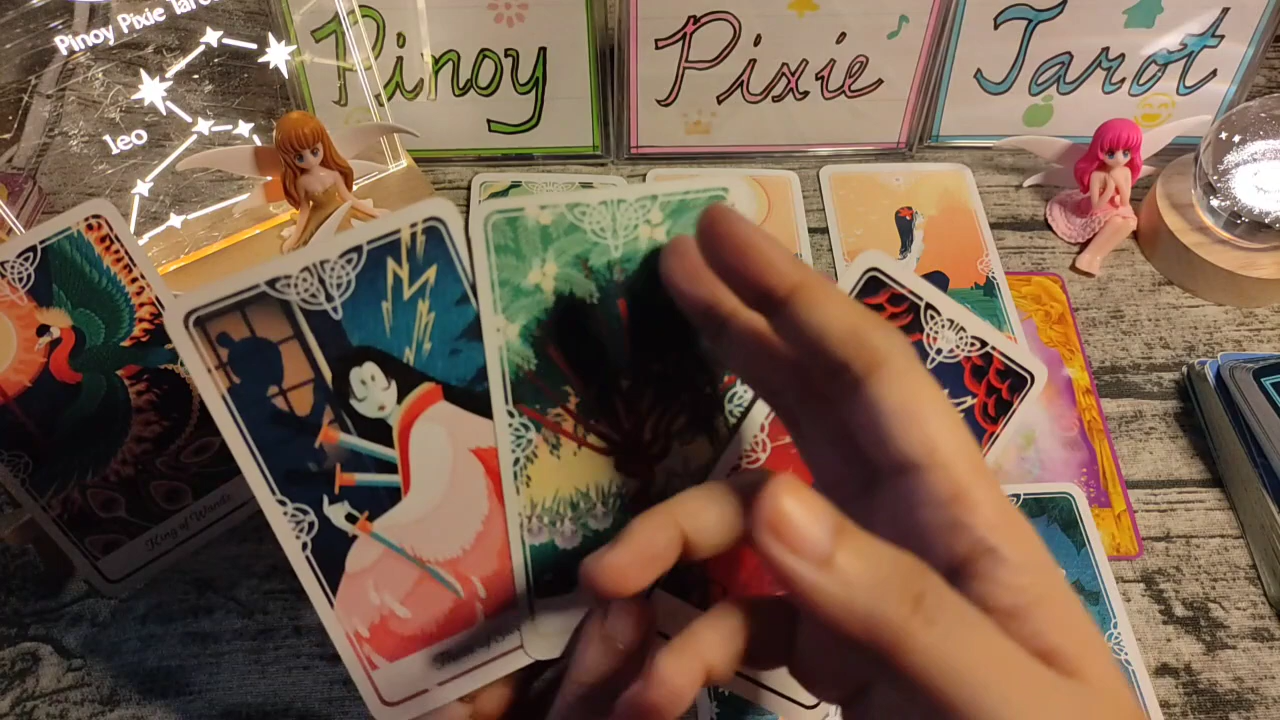 Pinoy Pixie Tarot
leo
Pinoy
Pixie
Tarot
King of Wands